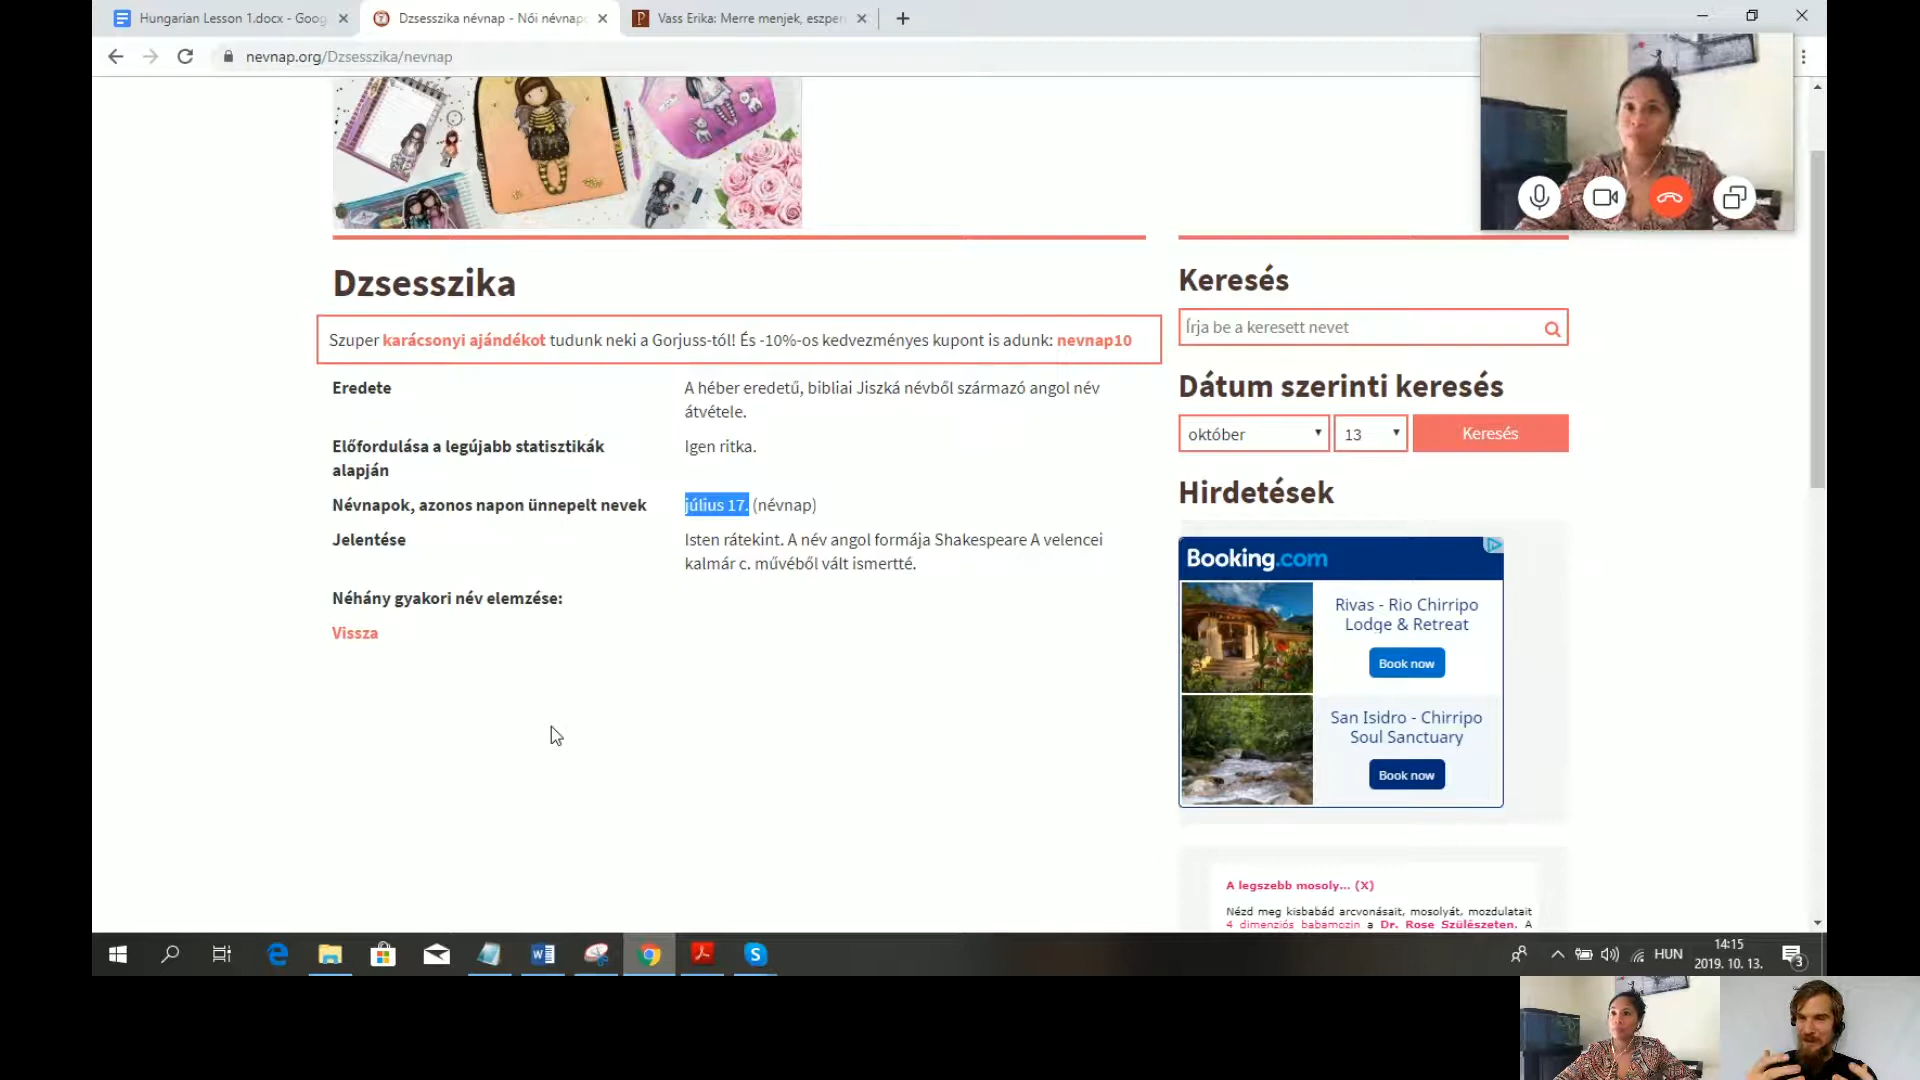 Hungarian Lesson 1.docx - Goog
Dzsesszika névnap - Női névnap
Vass Erika: Merre menjek, eszper
nevnap.org/Dzsesszika/nevnap
Dzsesszika
Szuper karácsonyi ajándékot tudunk neki a Gorjuss-tól! És -10%-os kedvezményes kupont is adunk: nevnap10
Eredete
A héber eredetű, bibliai Jiszká névből származó angol név
átvétele.
Előfordulása a legújabb statisztikák
alapján
Igen ritka.
Névnapok, azonos napon ünnepelt nevek
július 17. (névnap)
Jelentése
Isten rátekint. A név angol formája Shakespeare A velencei
kalmár c. művéből vált ismertté.
Néhány gyakori név elemzése:
Vissza
Keresés
Írja be a keresett nevet
Dátum szerinti keresés
október
13
Keresés
Hirdetések
Booking.com
Rivas - Rio Chirripo
Lodge & Retreat
Book now
San Isidro - Chirripo
Soul Sanctuary
Book now
A legszebb mosoly... (X)
Nézd meg kisbabád arcvonásait, mosolyát, mozdulatait
4 dimenziós babamozin a Dr. Rose Szülészeten. A
HUN
14:15
2019. 10. 13.
3